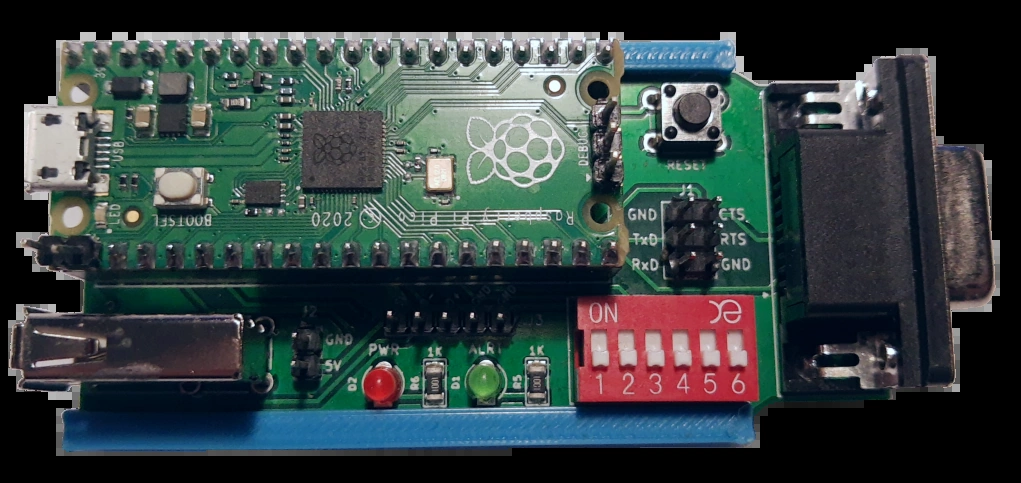 USB
LED
BOOTSEL
Raspberry Pi Pico © 2020
DEBUG
RESET
J1
GND CTS
TxD RTS
RxD GND
J2
GND
5V
J3
PWR
D2
R6
1K
ALRT
D1
R5
1K
ON
1 2 3 4 5 6